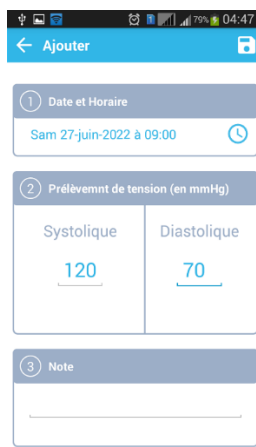 79% 04:47
Ajouter
1 Date et Horaire
Sam 27-juin-2022 à 09:00
2 Prélèvemnt de tension (en mmHg)
Systolique Diastolique
120 70
3 Note